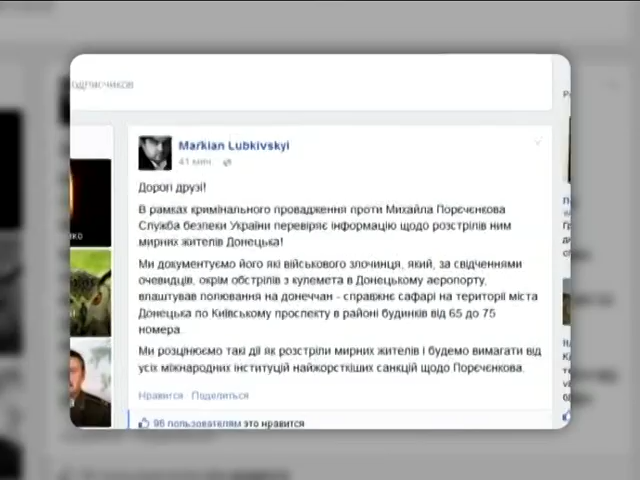 одписчиков
Markian Lubkivskyi
41 мин.
Дорогі друзі!
В рамках кримінального провадження проти Михайла Порєчєнкова
Служба безпеки України перевіряє інформацію щодо розстрілів ним
мирних жителів Донецька!
Ми документуємо його які військового злочинця, який, за свідченнями
очевидців, окрім обстрілів з кулемета в Донецькому аеропорту,
влаштував полювання на донеччан - справжнє сафарі на території міста
Донецька по Київському проспекту в районі будинків від 65 до 75
номера.
Ми розцінюємо такі дії як розстріли мирних жителів і будемо вимагати від
усіх міжнародних інституцій найжорсткіших санкцій щодо Порєчєнкова.
Нравится · Поделиться
96 пользователям это нравится